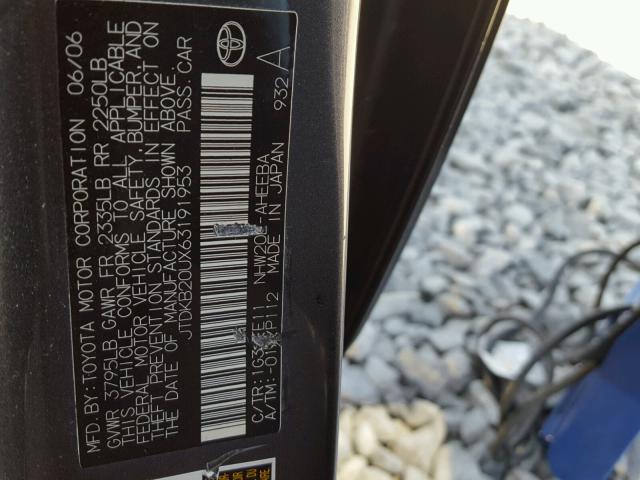 MFD. BY: TOYOTA MOTOR CORPORATION 06/06
GVWR 3795LB GAWR FR 2335LB RR 2250LB
THIS VEHICLE CONFORMS TO ALL APPLICABLE
FEDERAL MOTOR VEHICLE SAFETY, BUMPER, AND
THEFT PREVENTION STANDARDS IN EFFECT ON
THE DATE OF MANUFACTURE SHOWN ABOVE.
JTDKB20UX63191953 PASS. CAR
C/TR: NHW20L-AHEEBA
A/TM: MADE IN JAPAN 932 A